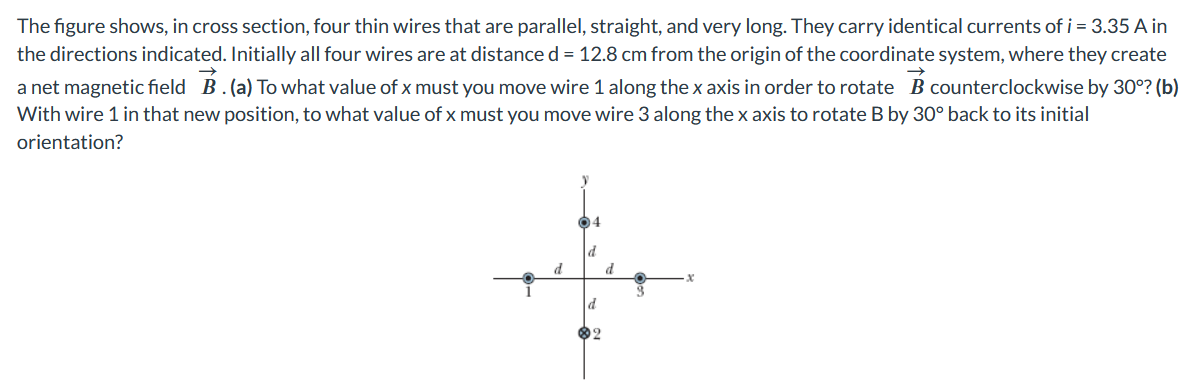 The figure shows, in cross section, four thin wires that are parallel, straight, and very long. They carry identical currents of i = 3.35 A in
the directions indicated. Initially all four wires are at distance d = 12.8 cm from the origin of the coordinate system, where they create
a net magnetic field B. (a) To what value of x must you move wire 1 along the x axis in order to rotate B counterclockwise by 30°? (b)
With wire 1 in that new position, to what value of x must you move wire 3 along the x axis to rotate B by 30° back to its initial
orientation?
y
4
d
d d
x
1 3
d
2